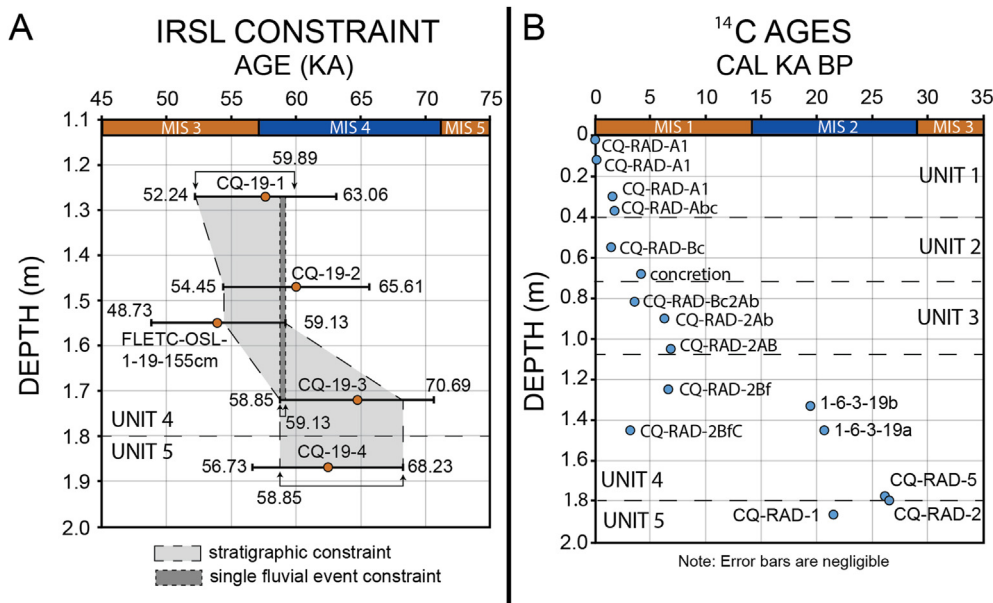 A
IRSL CONSTRAINT
AGE (KA)
45 50 55 60 65 70 75
MIS 3 MIS 4 MIS 5
DEPTH (m)
1.1
1.2
1.3
1.4
1.5
1.6
1.7
1.8
1.9
2.0
59.89
CQ-19-1
52.24 63.06
CQ-19-2
54.45 65.61
48.73
59.13
FLETC-OSL-
1-19-155cm
CQ-19-3 70.69
58.85
59.13
UNIT 4
UNIT 5
CQ-19-4
56.73 68.23
58.85
stratigraphic constraint
single fluvial event constraint
B
14C AGES
CAL KA BP
0 5 10 15 20 25 30 35
MIS 1 MIS 2 MIS 3
DEPTH (m)
0
0.2
0.4
0.6
0.8
1.0
1.2
1.4
1.6
1.8
2.0
CQ-RAD-A1
CQ-RAD-A1
UNIT 1
CQ-RAD-A1
CQ-RAD-Abc
CQ-RAD-Bc
UNIT 2
concretion
CQ-RAD-Bc2Ab
CQ-RAD-2Ab
UNIT 3
CQ-RAD-2AB
CQ-RAD-2Bf
1-6-3-19b
CQ-RAD-2BfC
1-6-3-19a
UNIT 4
CQ-RAD-5
UNIT 5
CQ-RAD-1
CQ-RAD-2
Note: Error bars are negligible